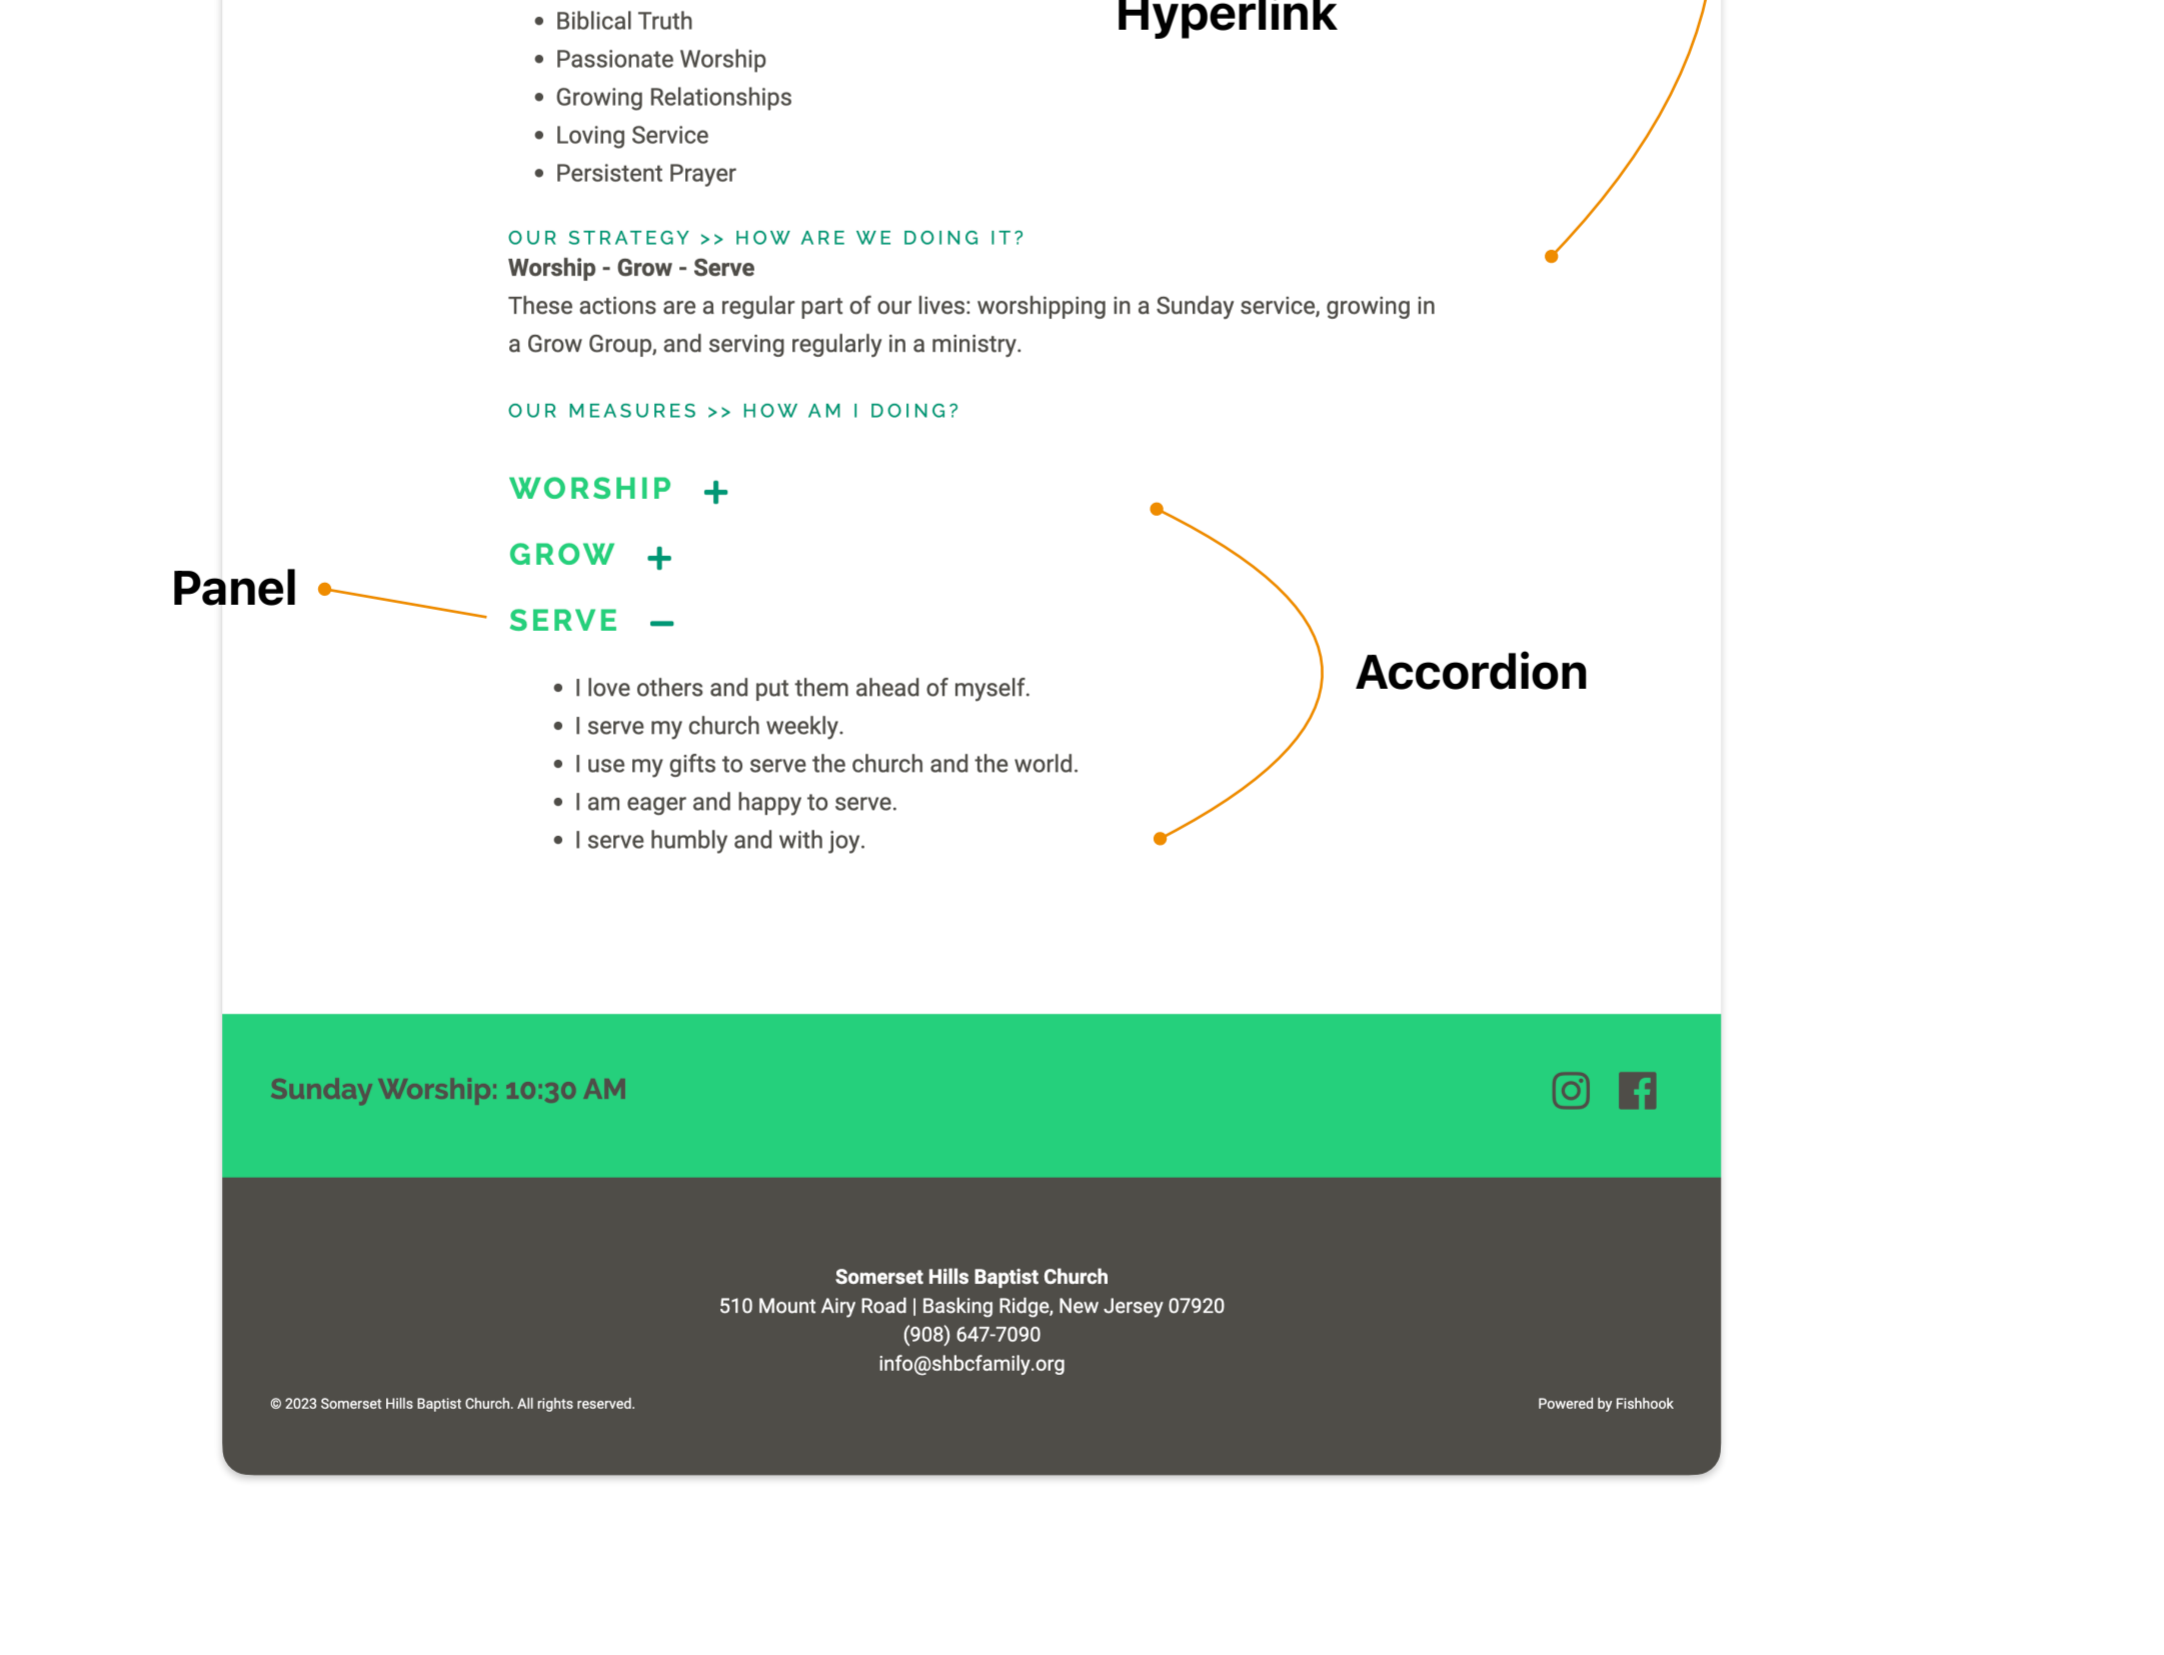 Hyperlink
• Biblical Truth
• Passionate Worship
• Growing Relationships
• Loving Service
• Persistent Prayer
OUR STRATEGY >> HOW ARE WE DOING IT?
Worship - Grow - Serve
These actions are a regular part of our lives: worshipping in a Sunday service, growing in
a Grow Group, and serving regularly in a ministry.
OUR MEASURES >> HOW AM I DOING?
WORSHIP +
GROW +
Panel
SERVE −
Accordion
• I love others and put them ahead of myself.
• I serve my church weekly.
• I use my gifts to serve the church and the world.
• I am eager and happy to serve.
• I serve humbly and with joy.
Sunday Worship: 10:30 AM
Somerset Hills Baptist Church
510 Mount Airy Road | Basking Ridge, New Jersey 07920
(908) 647-7090
info@shbcfamily.org
© 2023 Somerset Hills Baptist Church. All rights reserved.
Powered by Fishhook